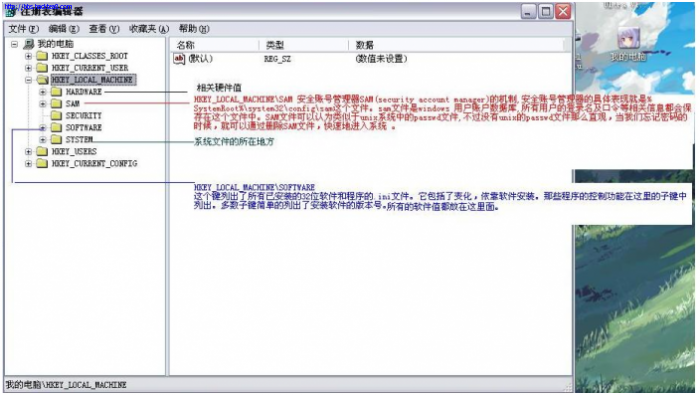 注册表编辑器
文件(F) 编辑(E) 查看(V) 收藏夹(A) 帮助(H)
我的电脑
HKEY_CLASSES_ROOT
HKEY_CURRENT_USER
HKEY_LOCAL_MACHINE
HARDWARE
SAM
SECURITY
SOFTWARE
SYSTEM
HKEY_USERS
HKEY_CURRENT_CONFIG
名称 类型 数据
ab (默认) REG_SZ (数值未设置)
相关硬件值
HKEY_LOCAL_MACHINE\SAM 安全账号管理器SAM(security account manager)的机制,安全账号管理器的具体表现就是%
SystemRoot%\system32\config\sam这个文件。sam文件是windows 用户账户数据库,所有用户的登录名及口令等相关信息都会保
存在这个文件中。SAM文件可以认为类似于unix系统中的passwd文件,不过没有unix的passwd文件那么直观，当我们忘记密码的
时候，就可以通过删除SAM文件，快速地进入系统 。
系统文件的所在地方
HKEY_LOCAL_MACHINE\SOFTWARE
这个键列出了所有已安装的32位软件和程序的.ini文件。它包括了变化，依靠软件安装。那些程序的控制功能在这里的子键中
列出。多数子键简单的列出了安装软件的版本号。所有的软件值都放在这里面。
我的电脑
我的电脑\HKEY_LOCAL_MACHINE